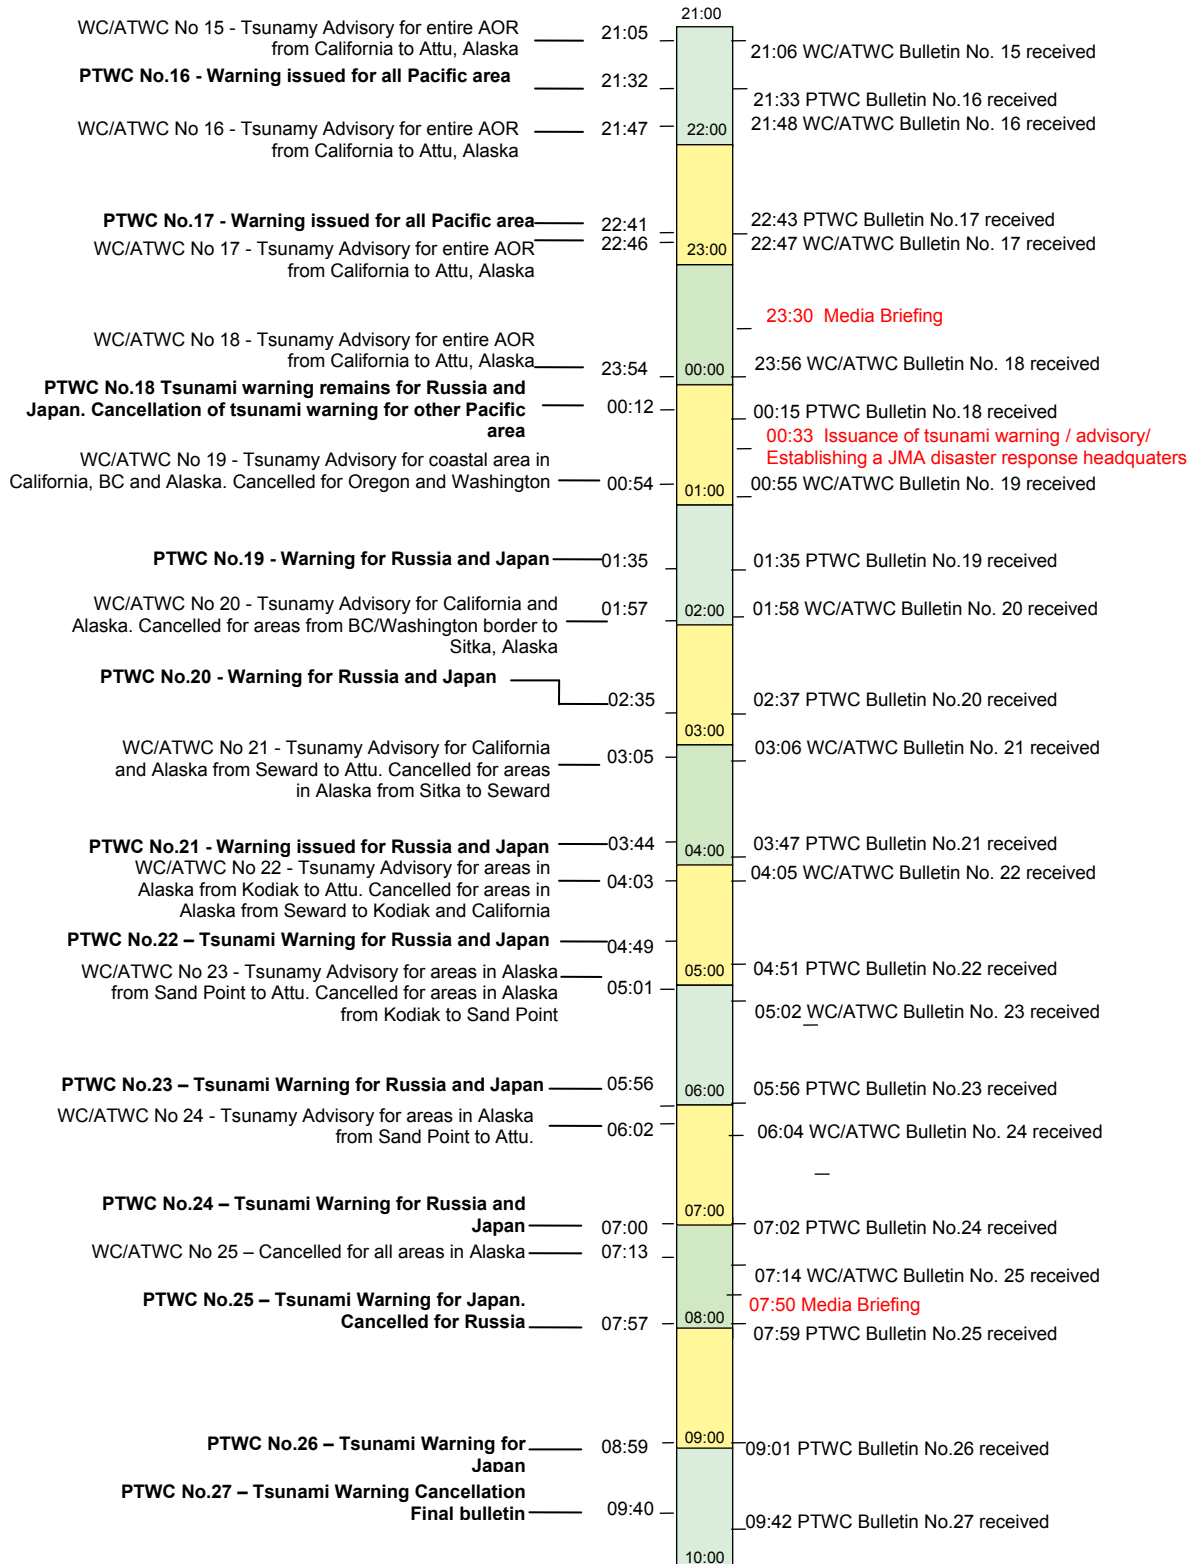 21:00
WC/ATWC No 15 - Tsunamy Advisory for entire AOR
from California to Attu, Alaska
21:05
21:06 WC/ATWC Bulletin No. 15 received
PTWC No.16 - Warning issued for all Pacific area
21:32
21:33 PTWC Bulletin No.16 received
WC/ATWC No 16 - Tsunamy Advisory for entire AOR
from California to Attu, Alaska
21:47
22:00
21:48 WC/ATWC Bulletin No. 16 received
PTWC No.17 - Warning issued for all Pacific area
22:41
22:43 PTWC Bulletin No.17 received
WC/ATWC No 17 - Tsunamy Advisory for entire AOR
from California to Attu, Alaska
22:46
23:00
22:47 WC/ATWC Bulletin No. 17 received
23:30 Media Briefing
WC/ATWC No 18 - Tsunamy Advisory for entire AOR
from California to Attu, Alaska
23:54
00:00
23:56 WC/ATWC Bulletin No. 18 received
PTWC No.18 Tsunami warning remains for Russia and
Japan. Cancellation of tsunami warning for other Pacific
area
00:12
00:15 PTWC Bulletin No.18 received
00:33 Issuance of tsunami warning / advisory/
Establishing a JMA disaster response headquaters
WC/ATWC No 19 - Tsunamy Advisory for coastal area in
California, BC and Alaska. Cancelled for Oregon and Washington
00:54
01:00
00:55 WC/ATWC Bulletin No. 19 received
PTWC No.19 - Warning for Russia and Japan
01:35
01:35 PTWC Bulletin No.19 received
WC/ATWC No 20 - Tsunamy Advisory for California and
Alaska. Cancelled for areas from BC/Washington border to
Sitka, Alaska
01:57
02:00
01:58 WC/ATWC Bulletin No. 20 received
PTWC No.20 - Warning for Russia and Japan
02:35
02:37 PTWC Bulletin No.20 received
03:00
WC/ATWC No 21 - Tsunamy Advisory for California
and Alaska from Seward to Attu. Cancelled for areas
in Alaska from Sitka to Seward
03:05
03:06 WC/ATWC Bulletin No. 21 received
PTWC No.21 - Warning issued for Russia and Japan
03:44
04:00
03:47 PTWC Bulletin No.21 received
WC/ATWC No 22 - Tsunamy Advisory for areas in
Alaska from Kodiak to Attu. Cancelled for areas in
Alaska from Seward to Kodiak and California
04:03
04:05 WC/ATWC Bulletin No. 22 received
PTWC No.22 – Tsunami Warning for Russia and Japan
04:49
05:00
04:51 PTWC Bulletin No.22 received
WC/ATWC No 23 - Tsunamy Advisory for areas in Alaska
from Sand Point to Attu. Cancelled for areas in Alaska
from Kodiak to Sand Point
05:01
05:02 WC/ATWC Bulletin No. 23 received
PTWC No.23 – Tsunami Warning for Russia and Japan
05:56
06:00
05:56 PTWC Bulletin No.23 received
WC/ATWC No 24 - Tsunamy Advisory for areas in Alaska
from Sand Point to Attu.
06:02
06:04 WC/ATWC Bulletin No. 24 received
PTWC No.24 – Tsunami Warning for Russia and
Japan
07:00
07:00
07:02 PTWC Bulletin No.24 received
WC/ATWC No 25 – Cancelled for all areas in Alaska
07:13
07:14 WC/ATWC Bulletin No. 25 received
07:50 Media Briefing
PTWC No.25 – Tsunami Warning for Japan.
Cancelled for Russia
07:57
08:00
07:59 PTWC Bulletin No.25 received
PTWC No.26 – Tsunami Warning for
Japan
08:59
09:00
09:01 PTWC Bulletin No.26 received
PTWC No.27 – Tsunami Warning Cancellation
Final bulletin
09:40
09:42 PTWC Bulletin No.27 received
10:00